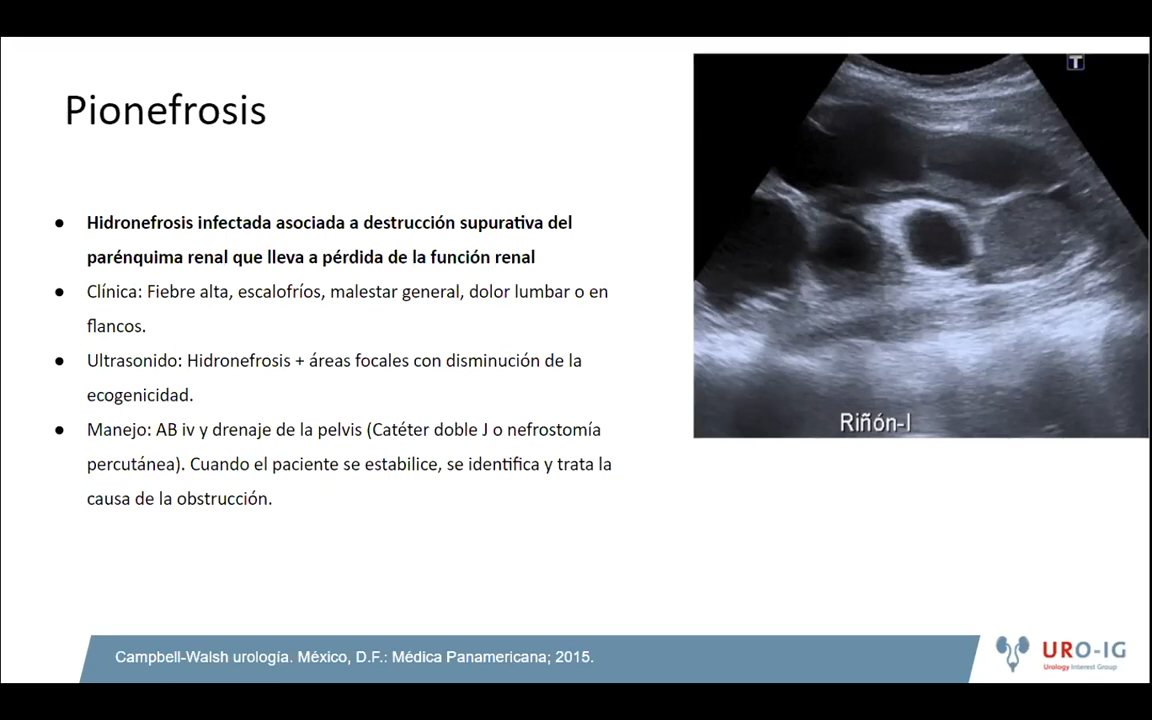 Pionefrosis
● Hidronefrosis infectada asociada a destrucción supurativa del
parénquima renal que lleva a pérdida de la función renal
● Clínica: Fiebre alta, escalofríos, malestar general, dolor lumbar o en
flancos.
● Ultrasonido: Hidronefrosis + áreas focales con disminución de la
ecogenicidad.
● Manejo: AB iv y drenaje de la pelvis (Catéter doble J o nefrostomía
percutánea). Cuando el paciente se estabilice, se identifica y trata la
causa de la obstrucción.
T
Riñón-I
Campbell-Walsh urología. México, D.F.: Médica Panamericana; 2015.
URO-IG
Urology Interest Group